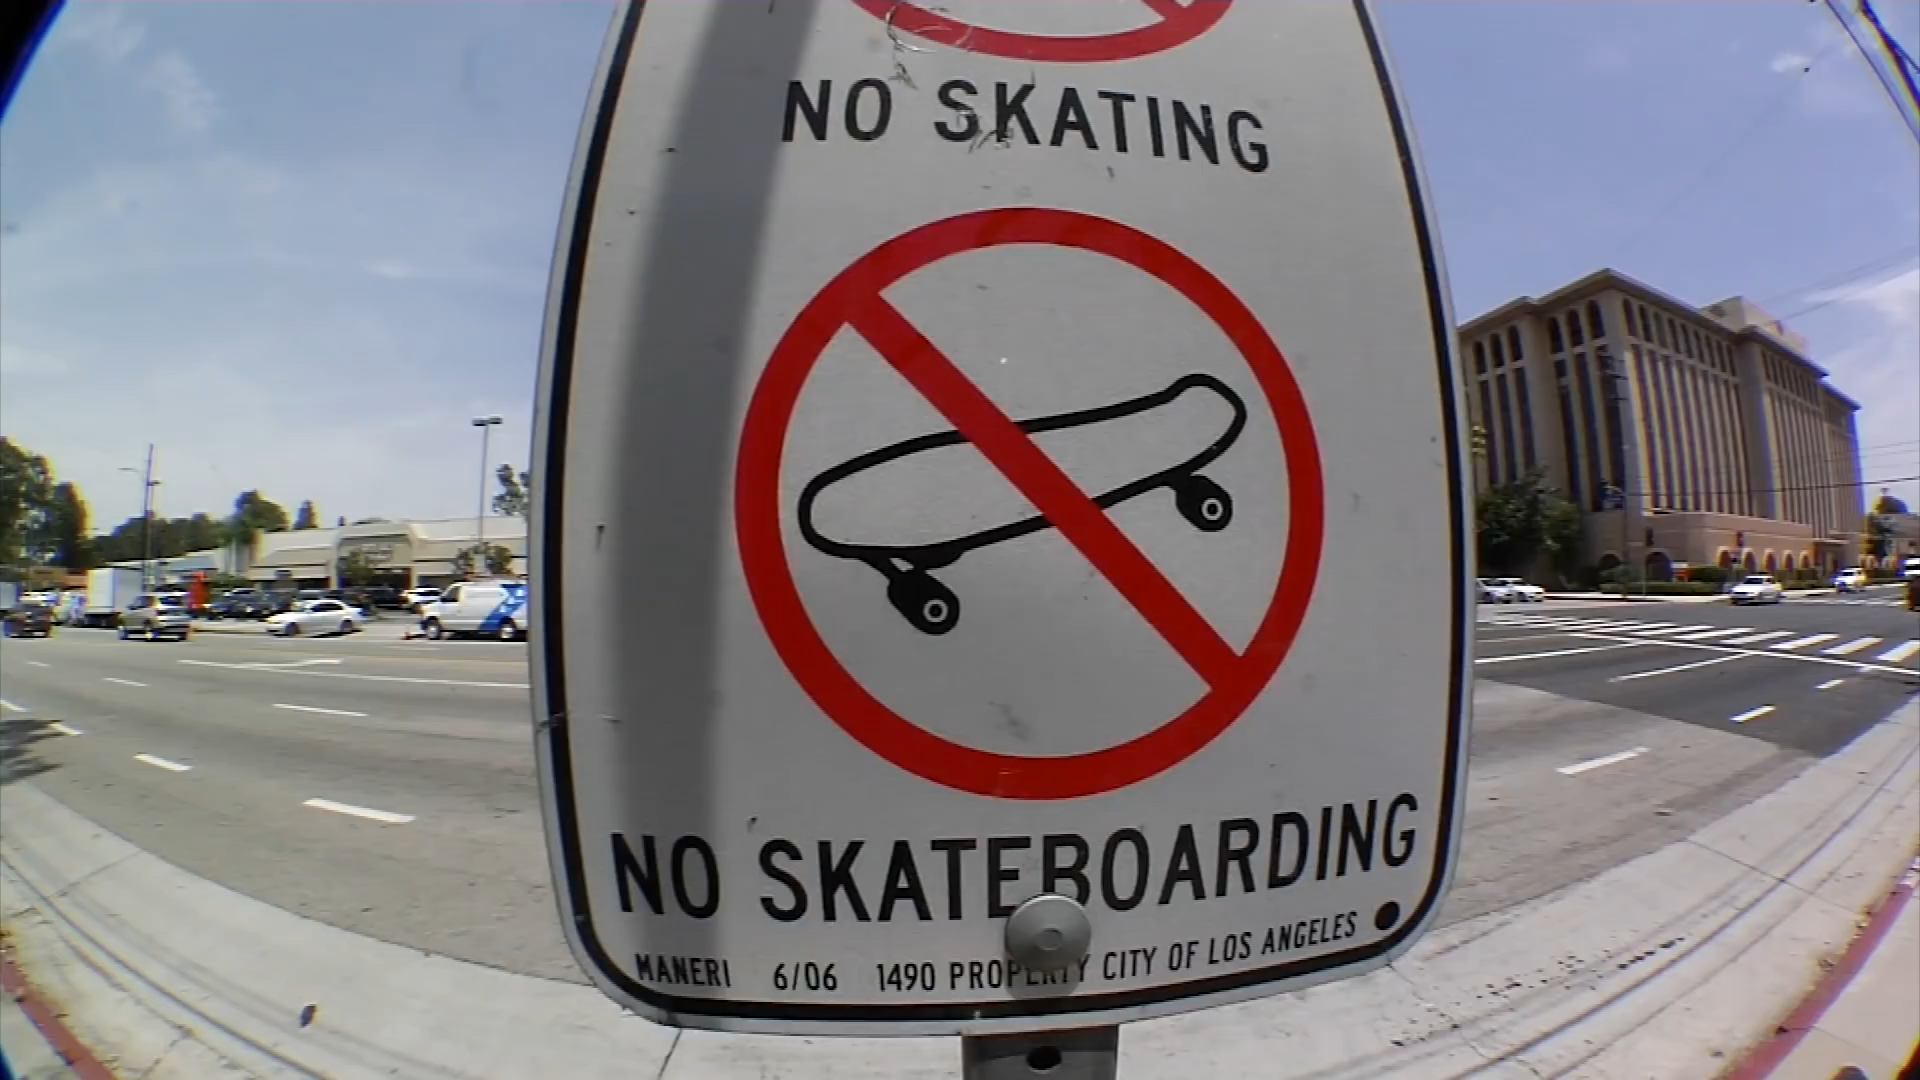 NO SKATING
NO SKATEBOARDING
MANERI 6/06 1490 PROPERTY CITY OF LOS ANGELES